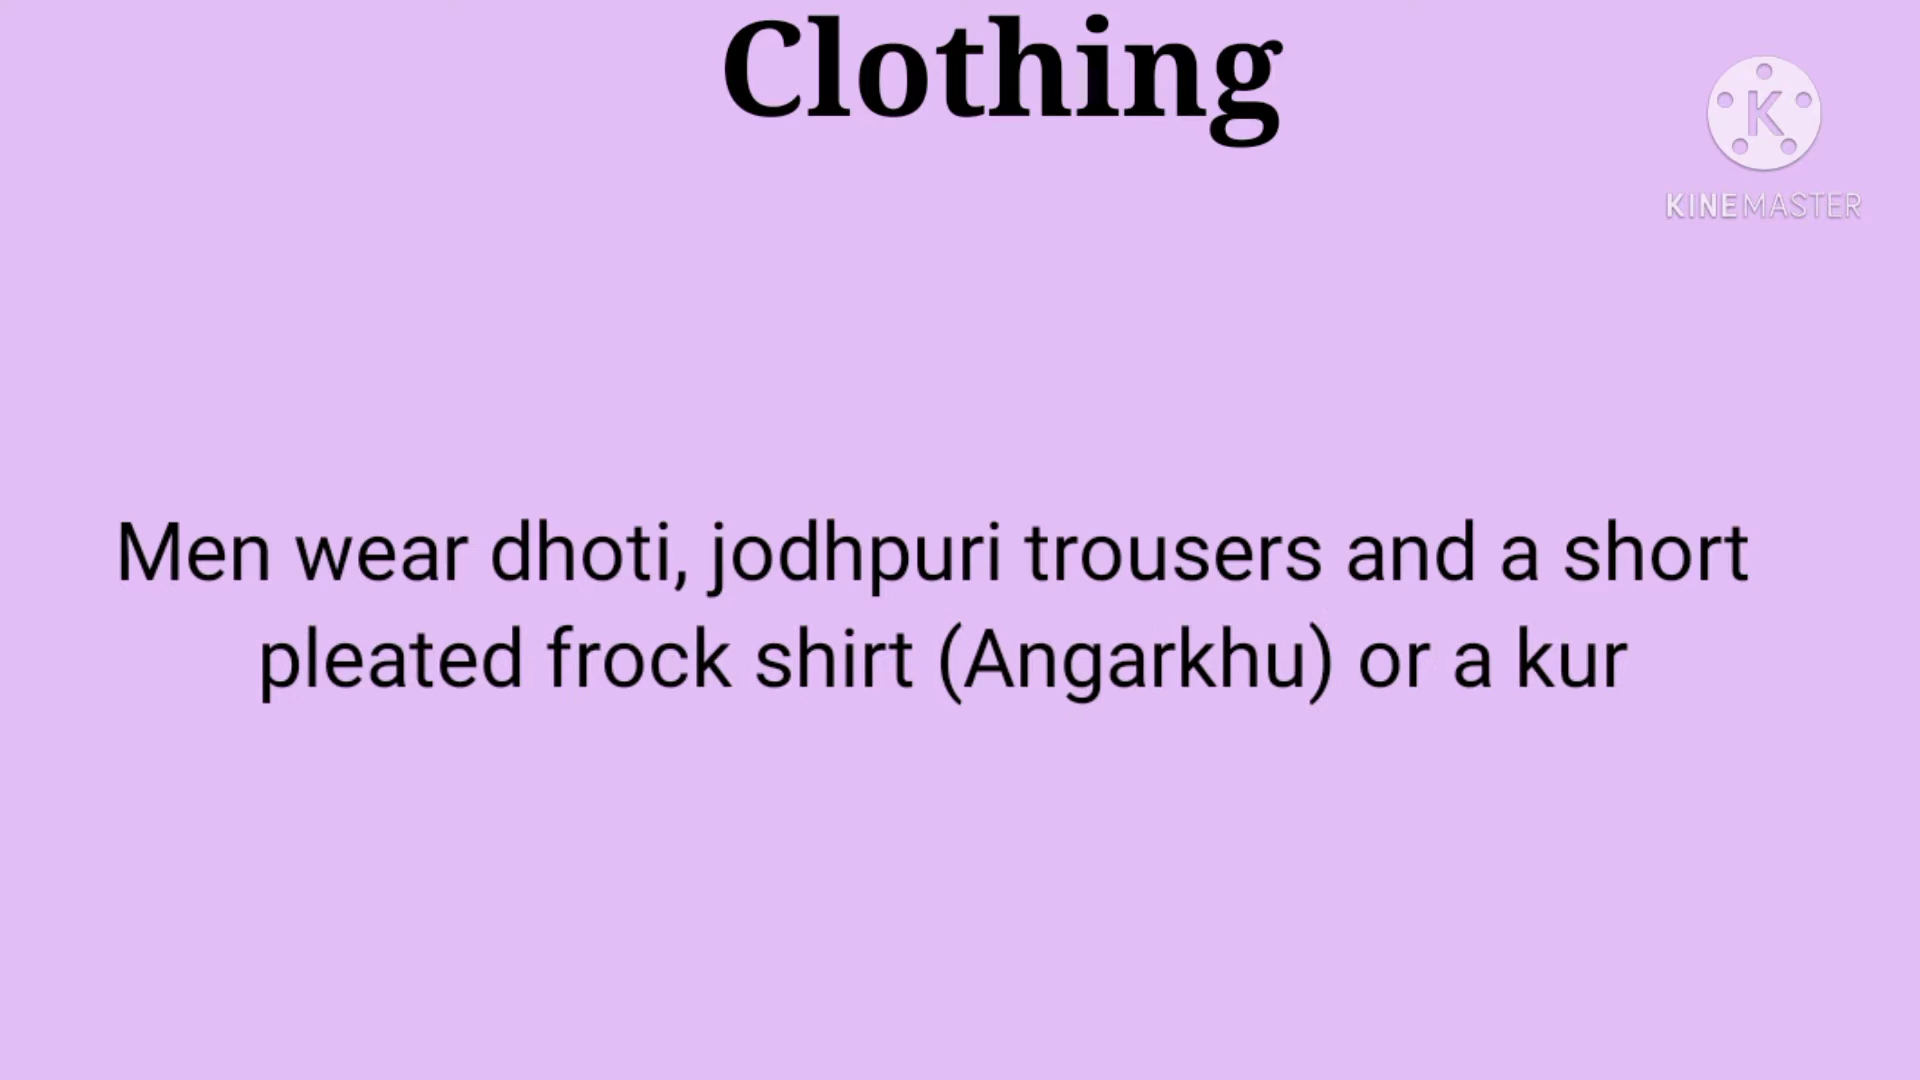 Clothing
K
KINEMASTER
Men wear dhoti, jodhpuri trousers and a short
pleated frock shirt (Angarkhu) or a kur